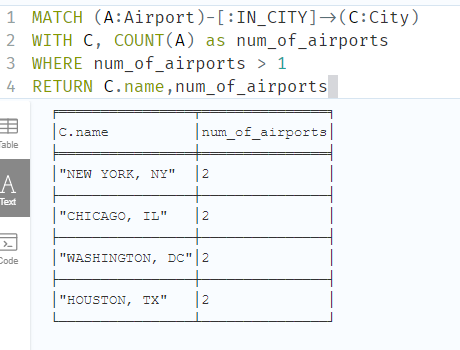 1 MATCH (A:Airport)-[:IN_CITY]->(C:City)
2 WITH C, COUNT(A) as num_of_airports
3 WHERE num_of_airports > 1
4 RETURN C.name,num_of_airports
C.name num_of_airports
Table
"NEW YORK, NY" 2
A
Text
"CHICAGO, IL" 2
"WASHINGTON, DC" 2
Code
"HOUSTON, TX" 2